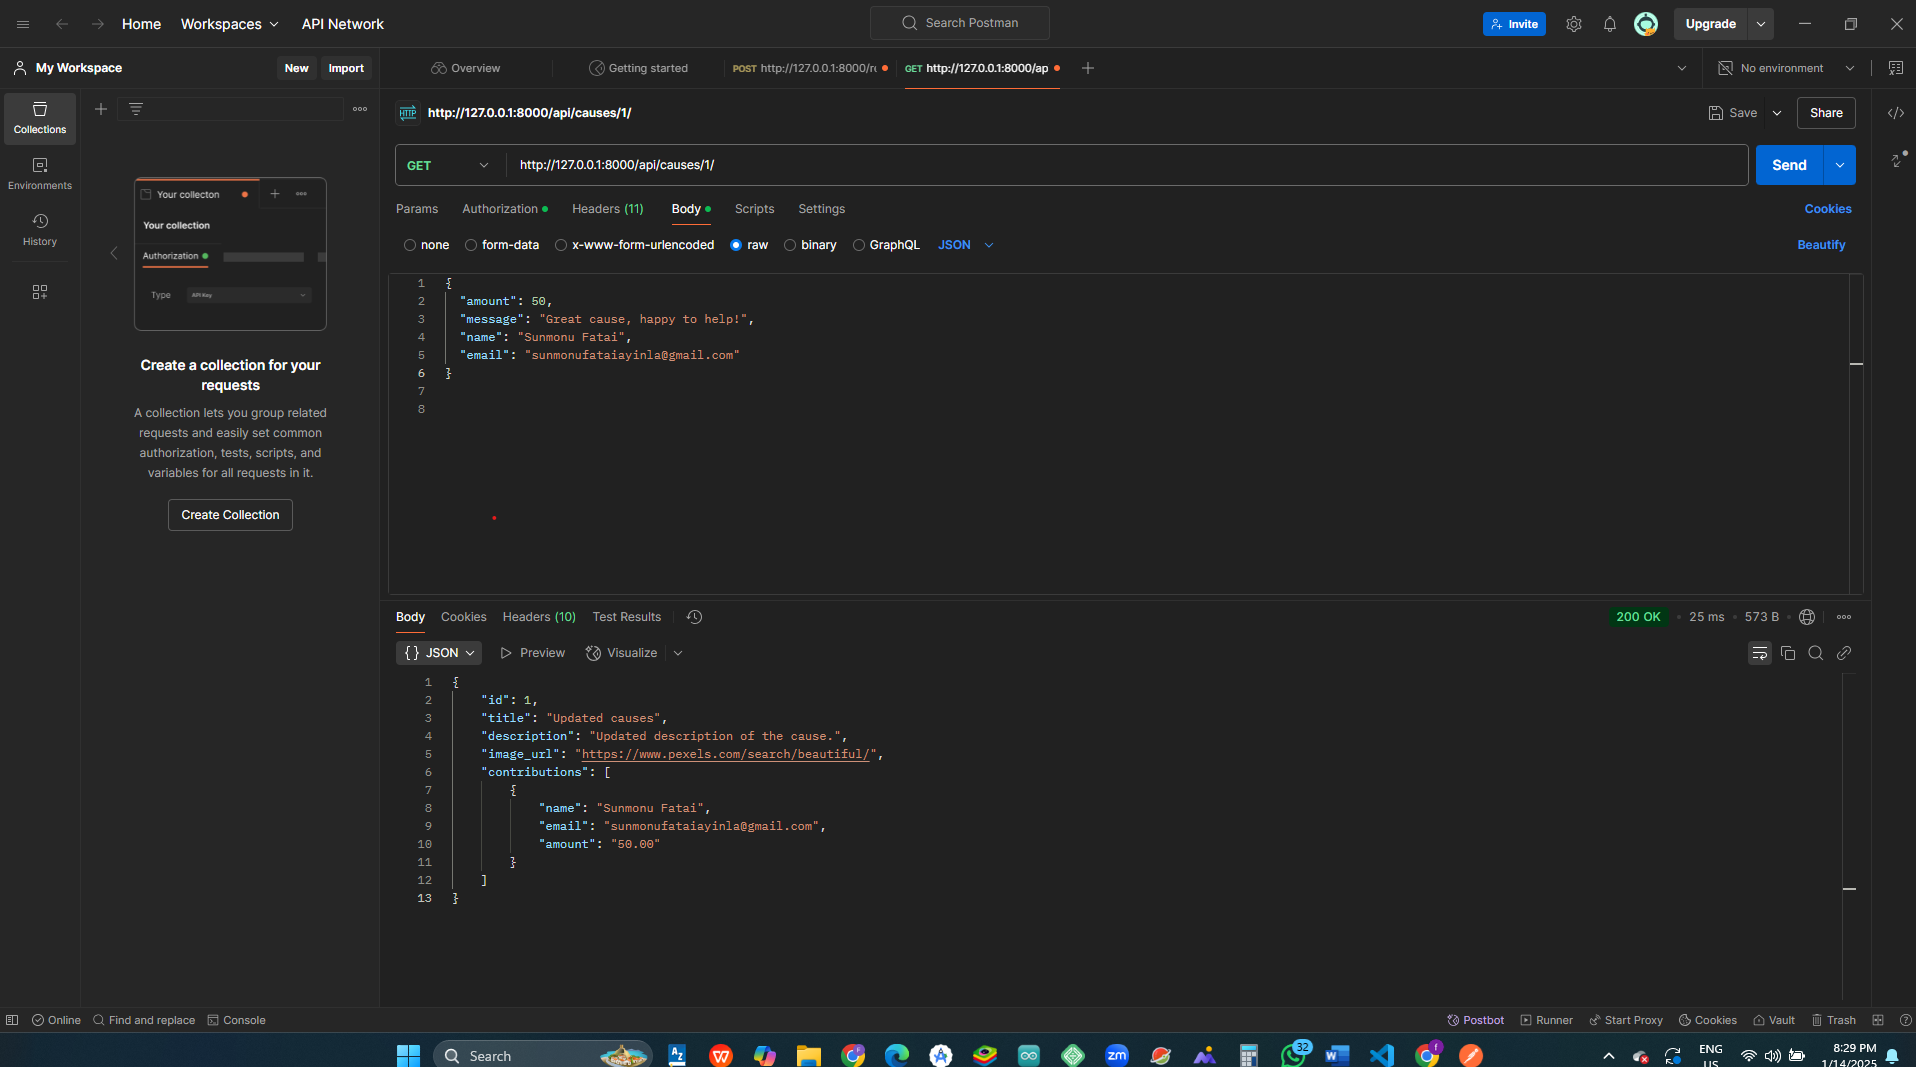 Home
Workspaces
API Network
Search Postman
Invite
Upgrade
My Workspace
New
Import
Overview
Getting started
POST http://127.0.0.1:8000/r
GET http://127.0.0.1:8000/ap
No environment
Collections
Environments
History
Your collecton
Your collection
Authorization
Type
API Key
Create a collection for your
requests
A collection lets you group related
requests and easily set common
authorization, tests, scripts, and
variables for all requests in it.
Create Collection
HTTP
http://127.0.0.1:8000/api/causes/1/
Save
Share
GET
http://127.0.0.1:8000/api/causes/1/
Send
Params
Authorization
Headers (11)
Body
Scripts
Settings
Cookies
none
form-data
x-www-form-urlencoded
raw
binary
GraphQL
JSON
Beautify
1 {
2 "amount": 50,
3 "message": "Great cause, happy to help!",
4 "name": "Sunmonu Fatai",
5 "email": "sunmonufataiayinla@gmail.com"
6 }
7
8
Body
Cookies
Headers (10)
Test Results
200 OK
25 ms
573 B
{} JSON
Preview
Visualize
1 {
2 "id": 1,
3 "title": "Updated causes",
4 "description": "Updated description of the cause.",
5 "image_url": "https://www.pexels.com/search/beautiful/",
6 "contributions": [
7 {
8 "name": "Sunmonu Fatai",
9 "email": "sunmonufataiayinla@gmail.com",
10 "amount": "50.00"
11 }
12 ]
13 }
Online
Find and replace
Console
Postbot
Runner
Start Proxy
Cookies
Vault
Trash
Search
zm
32
ENG
US
8:29 PM
1/14/2025